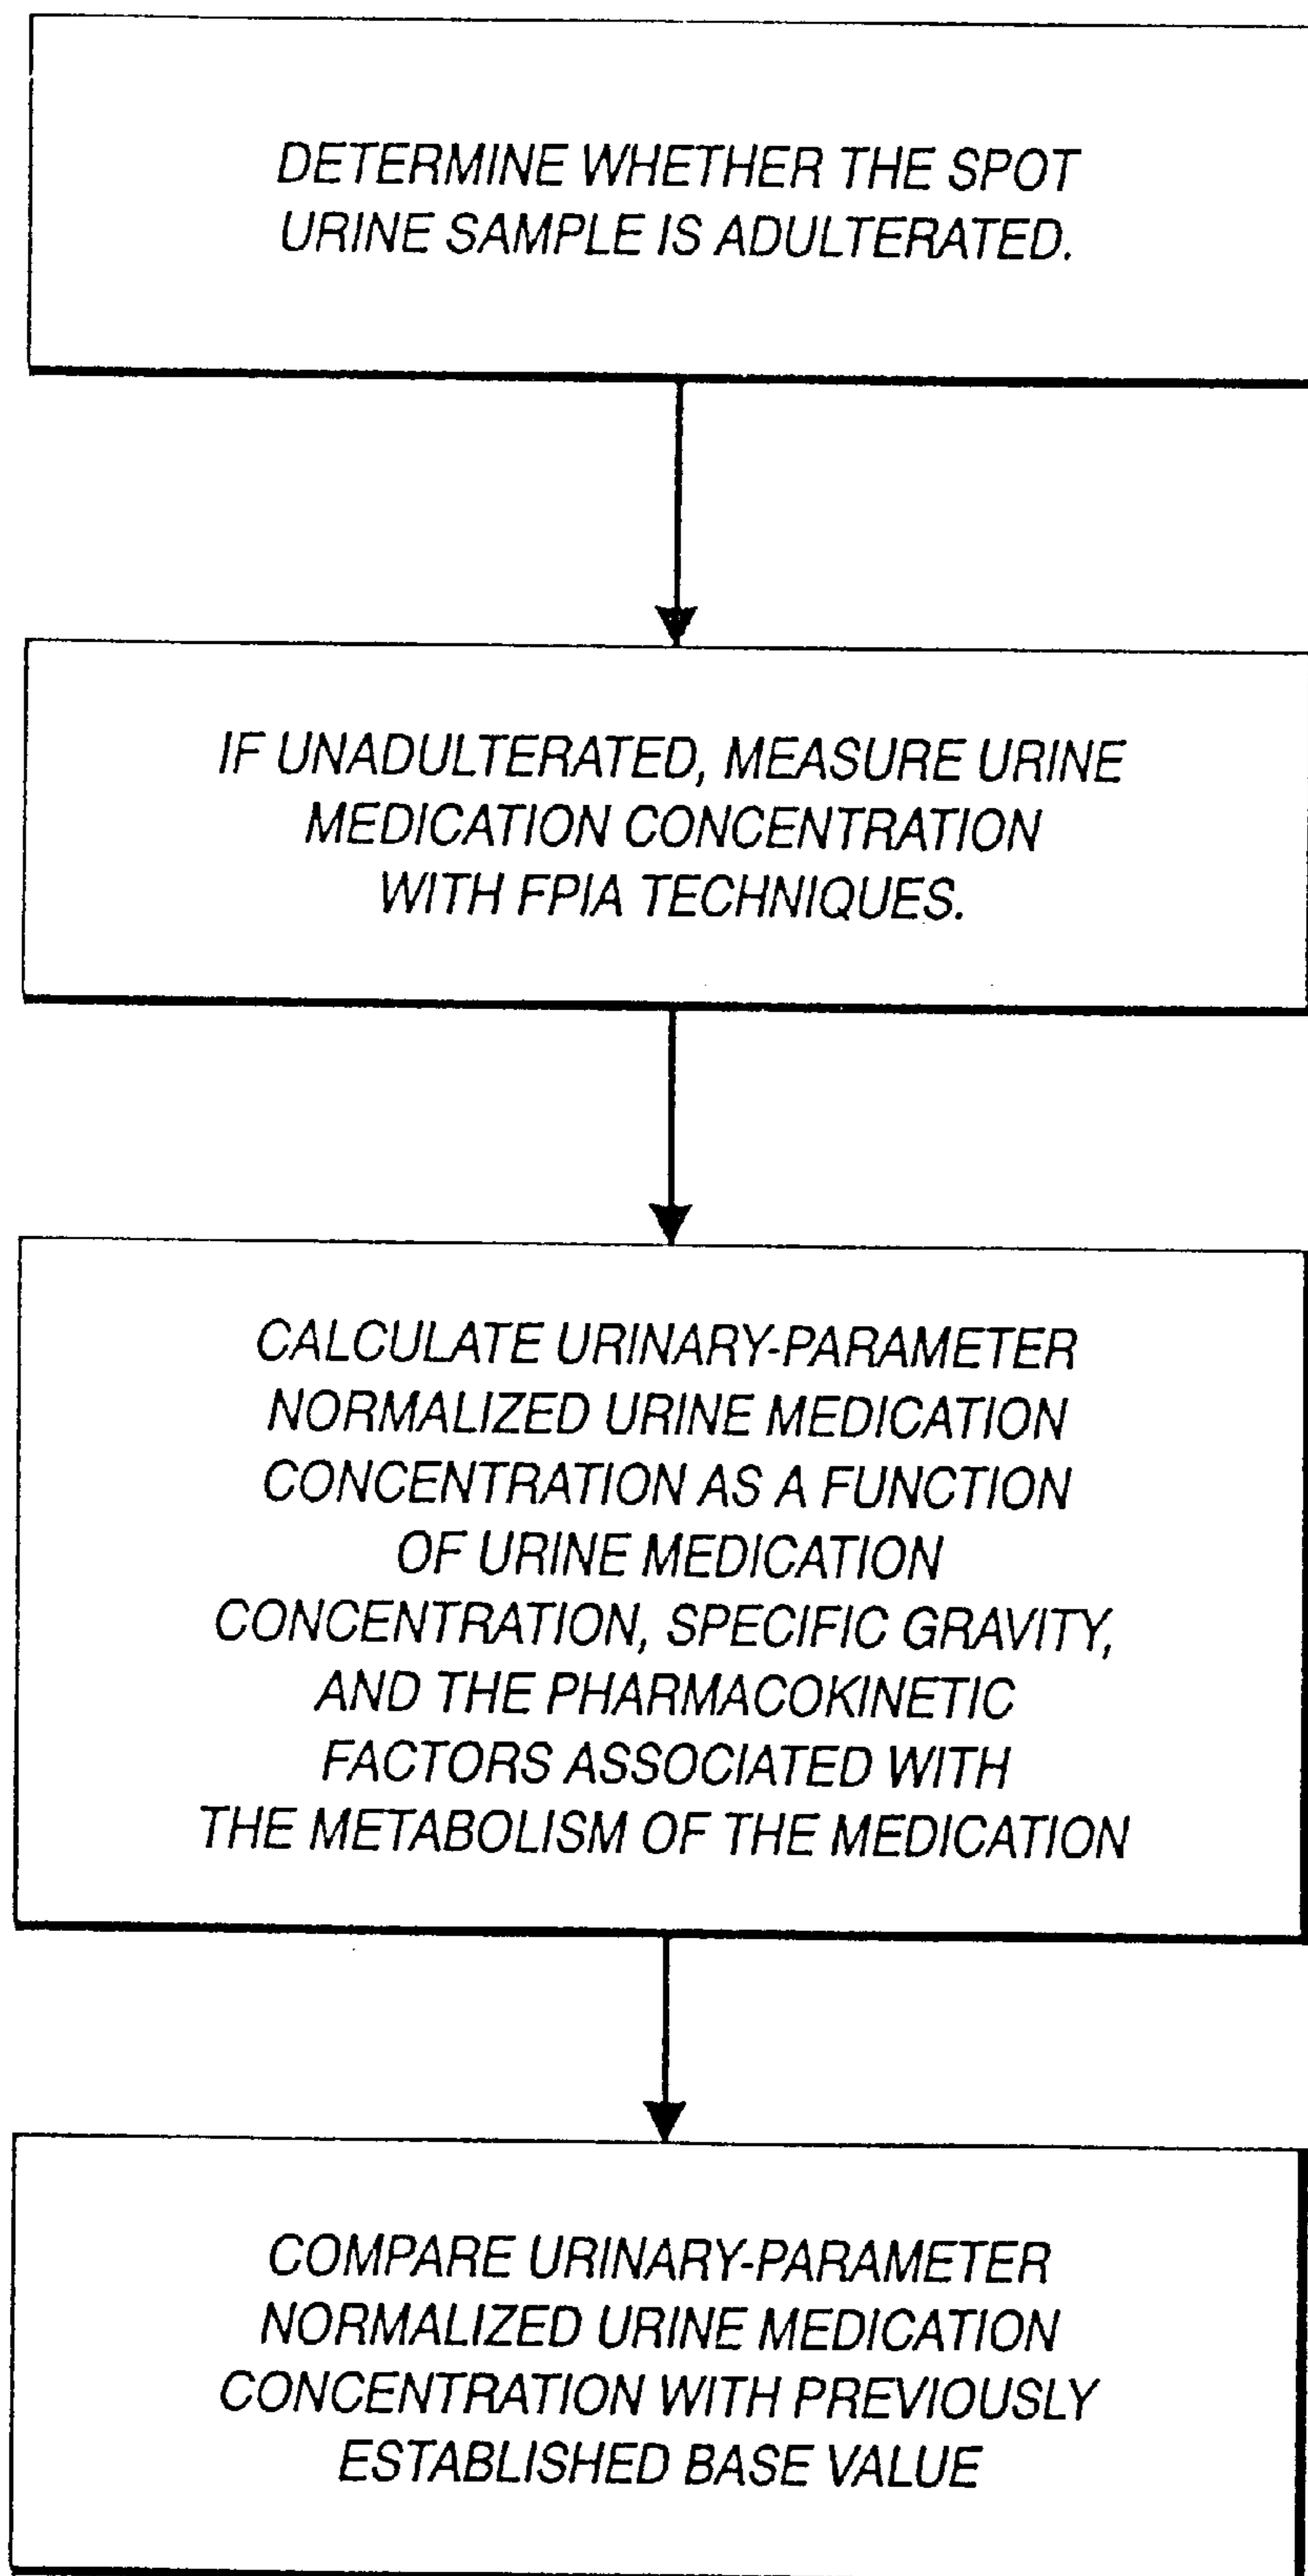 DETERMINE WHETHER THE SPOT
URINE SAMPLE IS ADULTERATED.
IF UNADULTERATED, MEASURE URINE
MEDICATION CONCENTRATION
WITH FPIA TECHNIQUES.
CALCULATE URINARY-PARAMETER
NORMALIZED URINE MEDICATION
CONCENTRATION AS A FUNCTION
OF URINE MEDICATION
CONCENTRATION, SPECIFIC GRAVITY,
AND THE PHARMACOKINETIC
FACTORS ASSOCIATED WITH
THE METABOLISM OF THE MEDICATION
COMPARE URINARY-PARAMETER
NORMALIZED URINE MEDICATION
CONCENTRATION WITH PREVIOUSLY
ESTABLISHED BASE VALUE